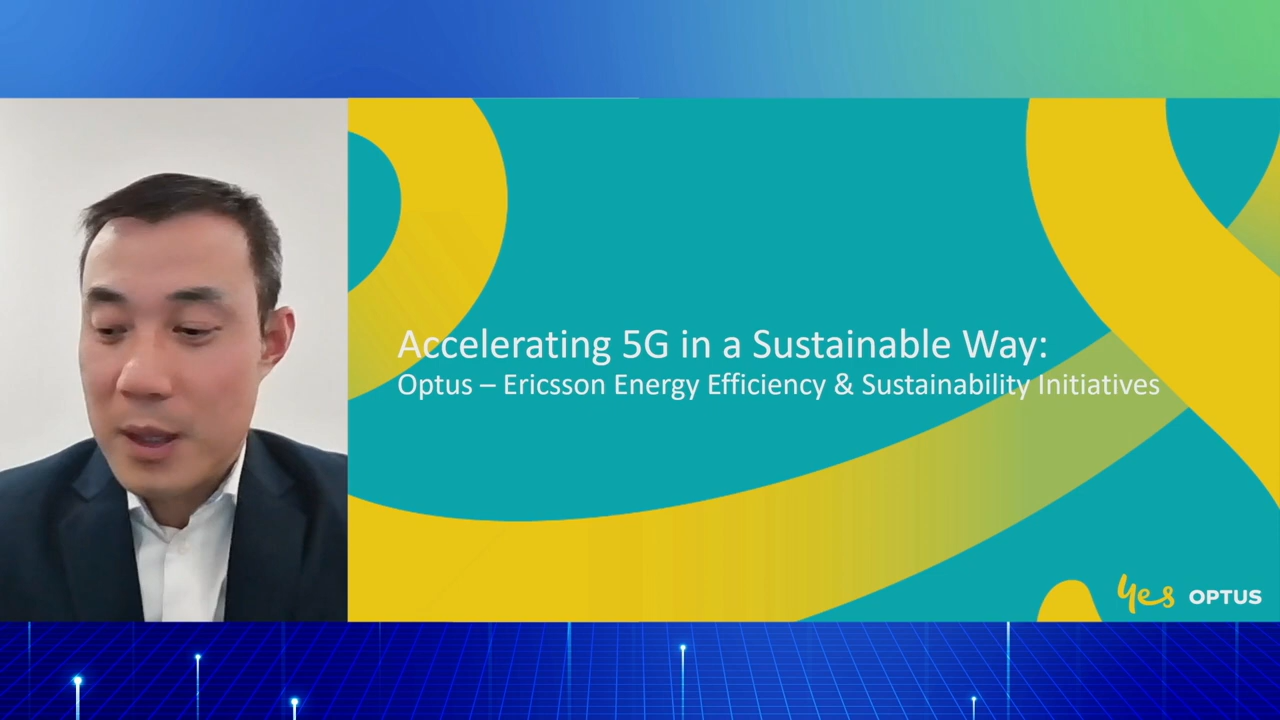 Accelerating 5G in a Sustainable Way:
Optus – Ericsson Energy Efficiency & Sustainability Initiatives
yes OPTUS